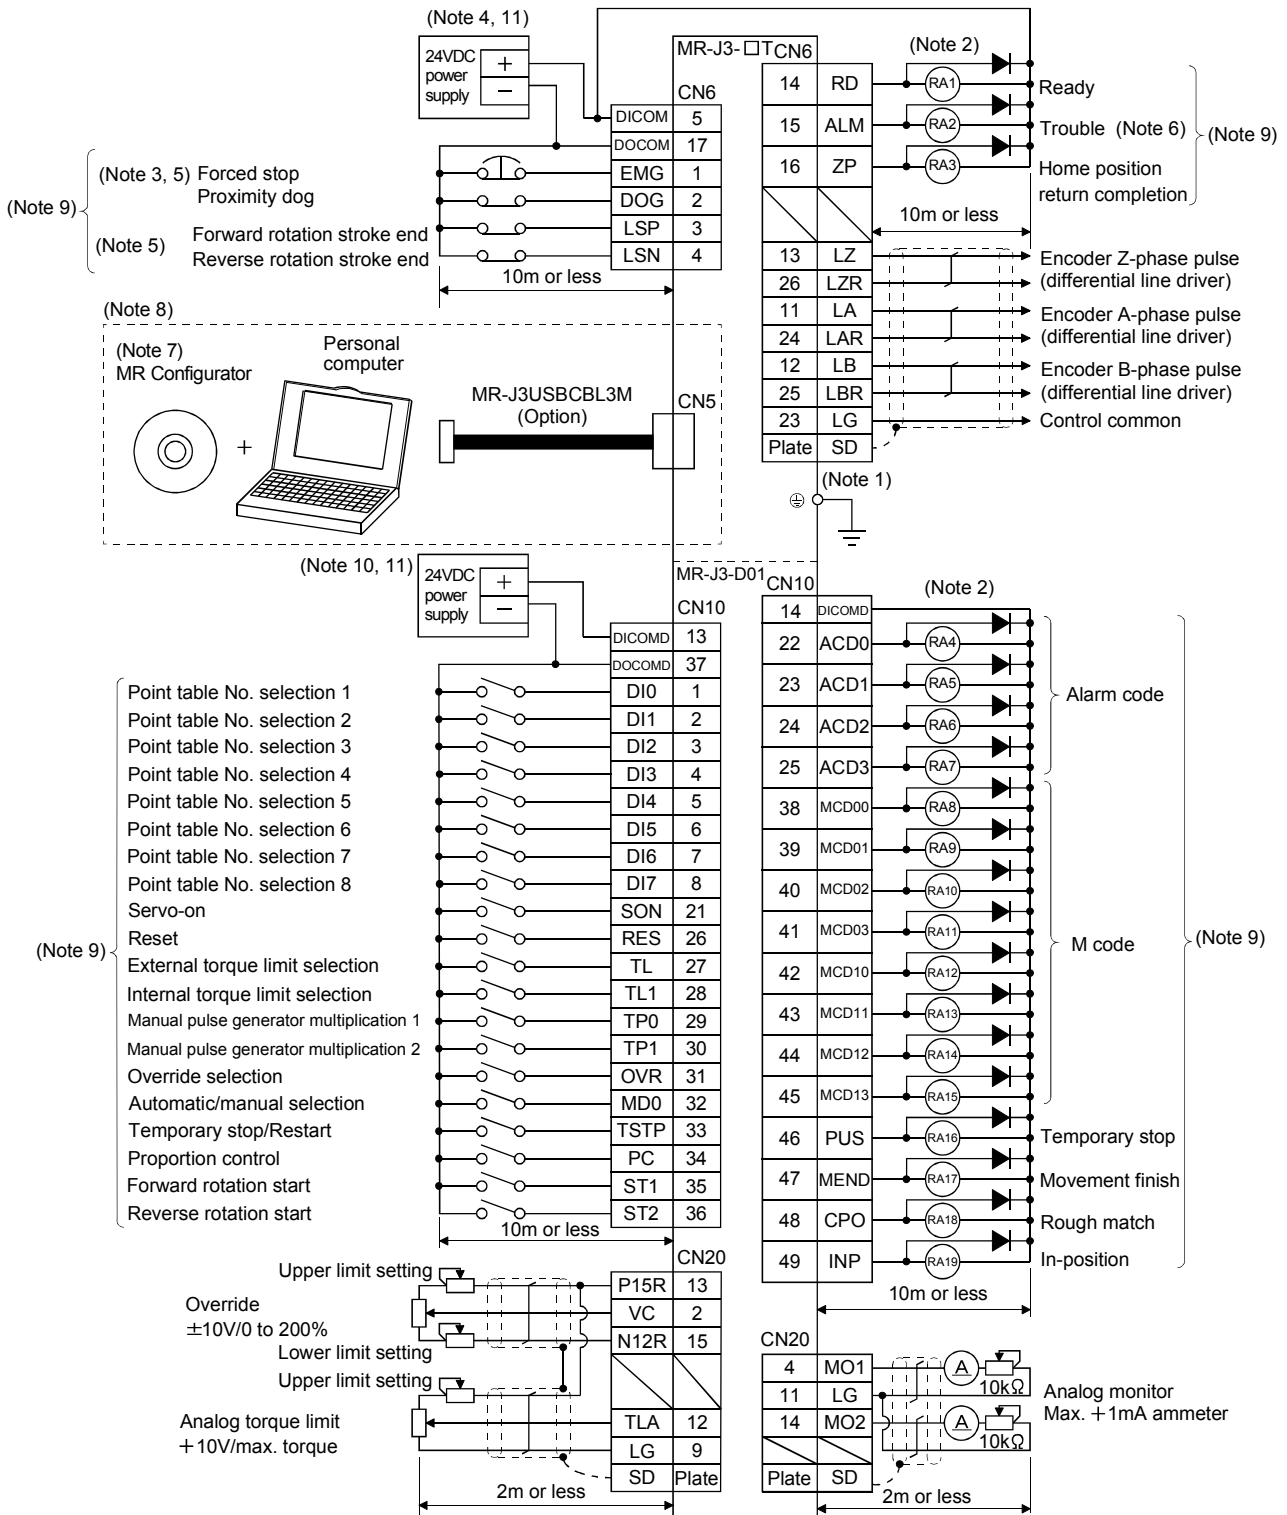 (Note 4, 11)
24VDC
power
supply
+
−
MR-J3-□T
CN6
DICOM 5
DOCOM 17
EMG 1
DOG 2
LSP 3
LSN 4
(Note 9)
(Note 3, 5) Forced stop
Proximity dog
(Note 5)
Forward rotation stroke end
Reverse rotation stroke end
10m or less
CN6
(Note 2)
14 RD RA1 Ready
15 ALM RA2 Trouble (Note 6)
16 ZP RA3 Home position
return completion
(Note 9)
10m or less
13 LZ Encoder Z-phase pulse
26 LZR (differential line driver)
11 LA Encoder A-phase pulse
24 LAR (differential line driver)
12 LB Encoder B-phase pulse
25 LBR (differential line driver)
23 LG Control common
Plate SD
(Note 1)
(Note 8)
(Note 7)
MR Configurator
+
Personal
computer
MR-J3USBCBL3M
(Option)
CN5
(Note 10, 11)
24VDC
power
supply
+
−
MR-J3-D01
CN10
DICOMD 13
DOCOMD 37
(Note 9)
Point table No. selection 1 DI0 1
Point table No. selection 2 DI1 2
Point table No. selection 3 DI2 3
Point table No. selection 4 DI3 4
Point table No. selection 5 DI4 5
Point table No. selection 6 DI5 6
Point table No. selection 7 DI6 7
Point table No. selection 8 DI7 8
Servo-on SON 21
Reset RES 26
External torque limit selection TL 27
Internal torque limit selection TL1 28
Manual pulse generator multiplication 1 TP0 29
Manual pulse generator multiplication 2 TP1 30
Override selection OVR 31
Automatic/manual selection MD0 32
Temporary stop/Restart TSTP 33
Proportion control PC 34
Forward rotation start ST1 35
Reverse rotation start ST2 36
10m or less
CN10
(Note 2)
14 DICOMD
22 ACD0 RA4
23 ACD1 RA5
24 ACD2 RA6
25 ACD3 RA7
Alarm code
38 MCD00 RA8
39 MCD01 RA9
40 MCD02 RA10
41 MCD03 RA11
42 MCD10 RA12
43 MCD11 RA13
44 MCD12 RA14
45 MCD13 RA15
M code
(Note 9)
46 PUS RA16 Temporary stop
47 MEND RA17 Movement finish
48 CPO RA18 Rough match
49 INP RA19 In-position
10m or less
CN20
Upper limit setting
Override
±10V/0 to 200%
Lower limit setting
Upper limit setting
Analog torque limit
+10V/max. torque
P15R 13
VC 2
N12R 15
TLA 12
LG 9
SD Plate
2m or less
CN20
4 MO1 A 10kΩ
11 LG
14 MO2 A 10kΩ
Plate SD
Analog monitor
Max. +1mA ammeter
2m or less